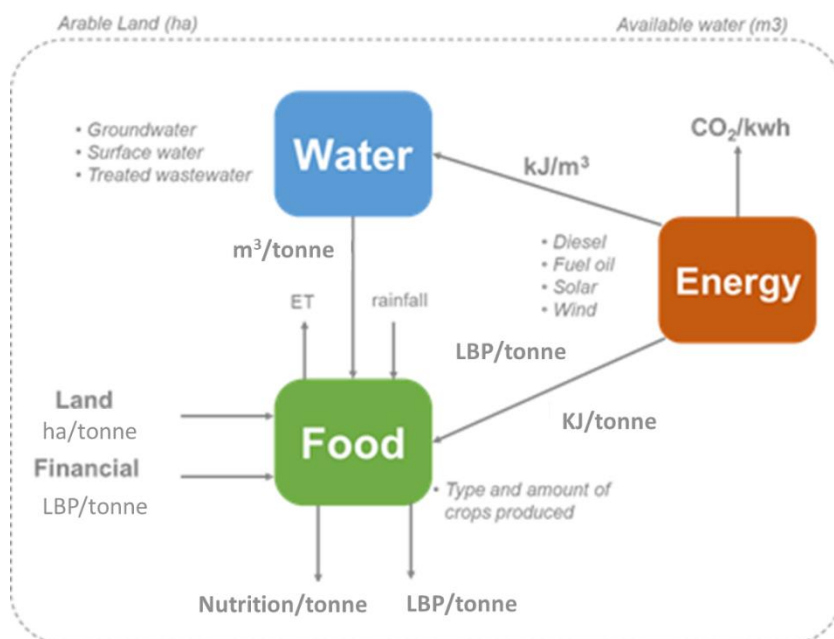 Arable Land (ha)
Available water (m3)
• Groundwater
• Surface water
• Treated wastewater
Water
CO₂/kwh
kJ/m³
m³/tonne
• Diesel
• Fuel oil
• Solar
• Wind
Energy
ET
rainfall
LBP/tonne
Land
ha/tonne
Financial
LBP/tonne
Food
KJ/tonne
• Type and amount of
crops produced
Nutrition/tonne
LBP/tonne